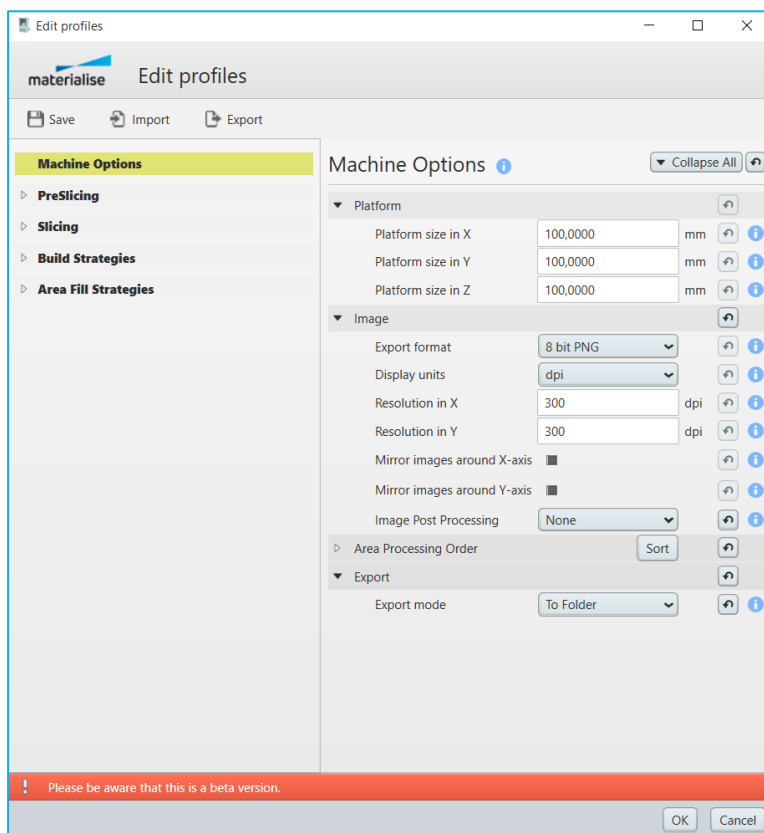 Edit profiles
materialise Edit profiles
Save Import Export
Machine Options
PreSlicing
Slicing
Build Strategies
Area Fill Strategies
Machine Options Collapse All
Platform
Platform size in X 100,0000 mm
Platform size in Y 100,0000 mm
Platform size in Z 100,0000 mm
Image
Export format 8 bit PNG
Display units dpi
Resolution in X 300 dpi
Resolution in Y 300 dpi
Mirror images around X-axis
Mirror images around Y-axis
Image Post Processing None
Area Processing Order Sort
Export
Export mode To Folder
Please be aware that this is a beta version.
OK Cancel